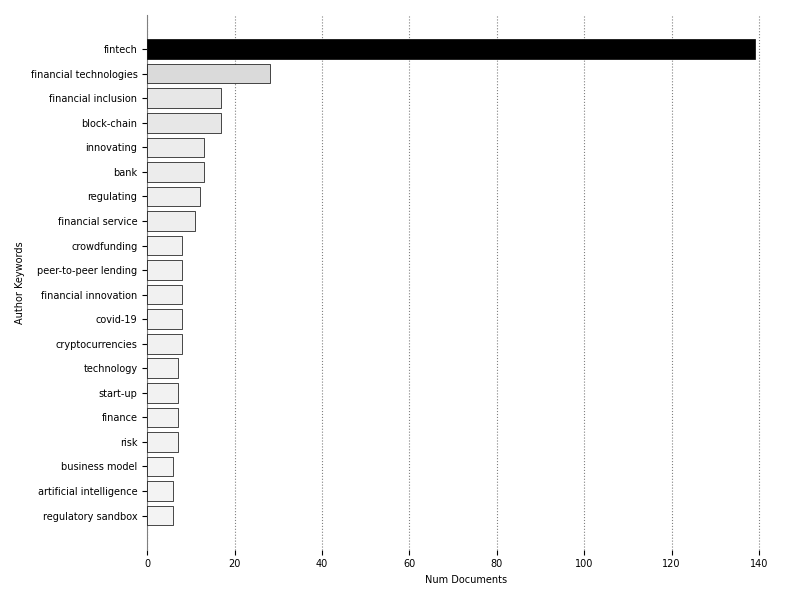 fintech
financial technologies
financial inclusion
block-chain
innovating
bank
regulating
financial service
crowdfunding
peer-to-peer lending
financial innovation
covid-19
cryptocurrencies
technology
start-up
finance
risk
business model
artificial intelligence
regulatory sandbox
Author Keywords
0 20 40 60 80 100 120 140
Num Documents